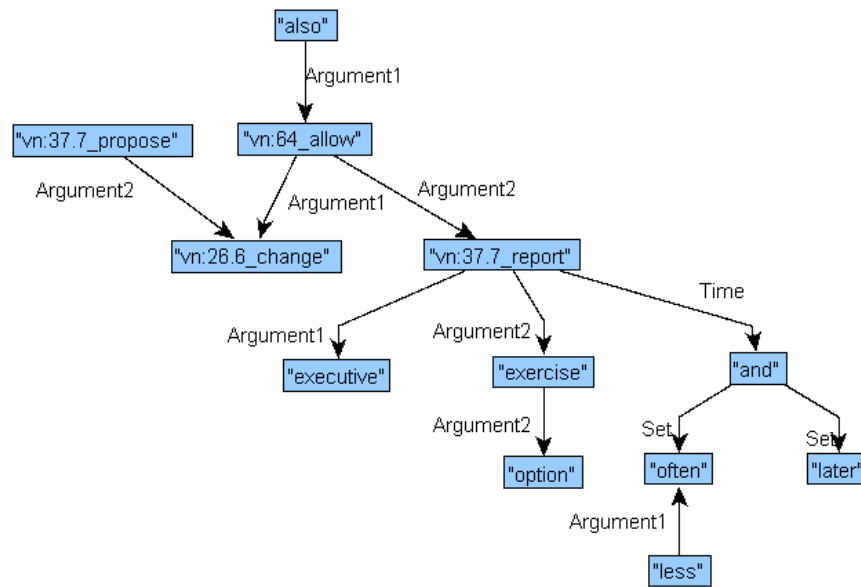 "also"
Argument1
"vn:37.7_propose"
"vn:64_allow"
Argument2
Argument1
Argument2
"vn:26.6_change"
"vn:37.7_report"
Time
Argument1
Argument2
"executive"
"exercise"
"and"
Argument2
Set
Set
"option"
"often"
"later"
Argument1
"less"